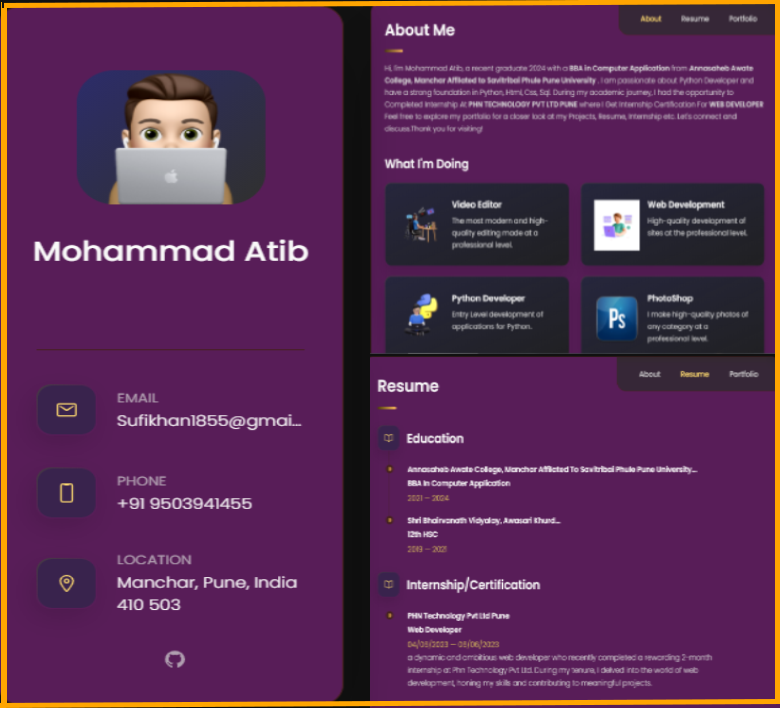 Mohammad Atib
EMAIL
Sufikhan1855@gmai...
PHONE
+91 9503941455
LOCATION
Manchar, Pune, India
410 503
About Resume Portfolio
About Me
Hi, I'm Mohammad Atib, a recent graduate 2024 with a BBA in Computer Application from Annasaheb Awate
College, Manchar Affliated to Savitribai Phule Pune University . I am passionate about Python Developer and
have a strong foundation in Python, Html, Css, Sql. During my academic journey, I had the opportunity to
Completed Internship At PHN TECHNOLOGY PVT LTD PUNE where I Get Internship Certification For WEB DEVELOPER
Feel free to explore my portfolio for a closer look at my Projects, Resume, Internship etc. Let's connect and
discuss.Thank you for visiting!
What I'm Doing
Video Editor
The most modern and high-
quality editing made at a
professional level.
Web Development
High-quality development of
sites at the professional level.
Python Developer
Entry Level development of
applications for Python.
Ps
PhotoShop
I make high-quality photos of
any category at a
professional level.
About Resume Portfolio
Resume
Education
Annasaheb Awate College, Manchar Affliated To Savitribai Phule Pune University...
BBA In Computer Application
2021 — 2024
Shri Bhairvanath Vidyalay, Awasari Khurd...
12th HSC
2019 — 2021
Internship/Certification
PHN Technology Pvt Ltd Pune
Web Developer
a dynamic and ambitious web developer who recently completed a rewarding 2-month
internship at Phn Technology Pvt Ltd. During my tenure, I delved into the world of web
development, honing my skills and contributing to meaningful projects.